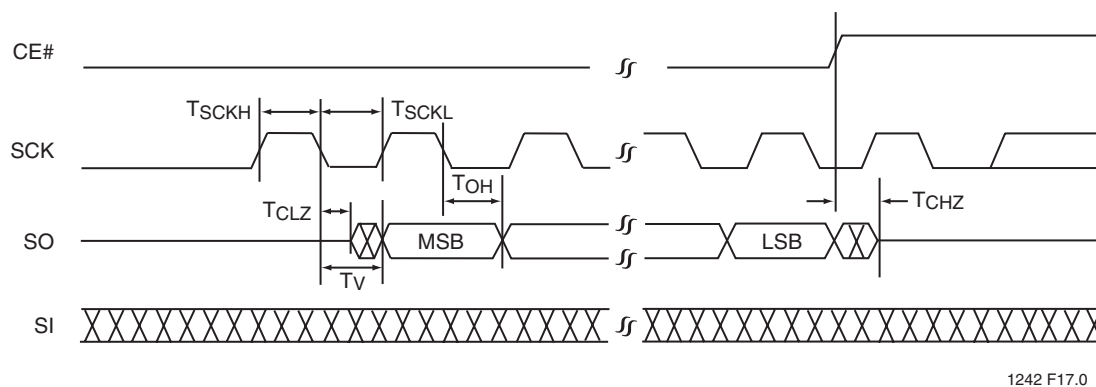 CE#
TSCKH
TSCKL
SCK
TOH
TCLZ
TCHZ
SO
MSB
LSB
TV
SI
1242 F17.0